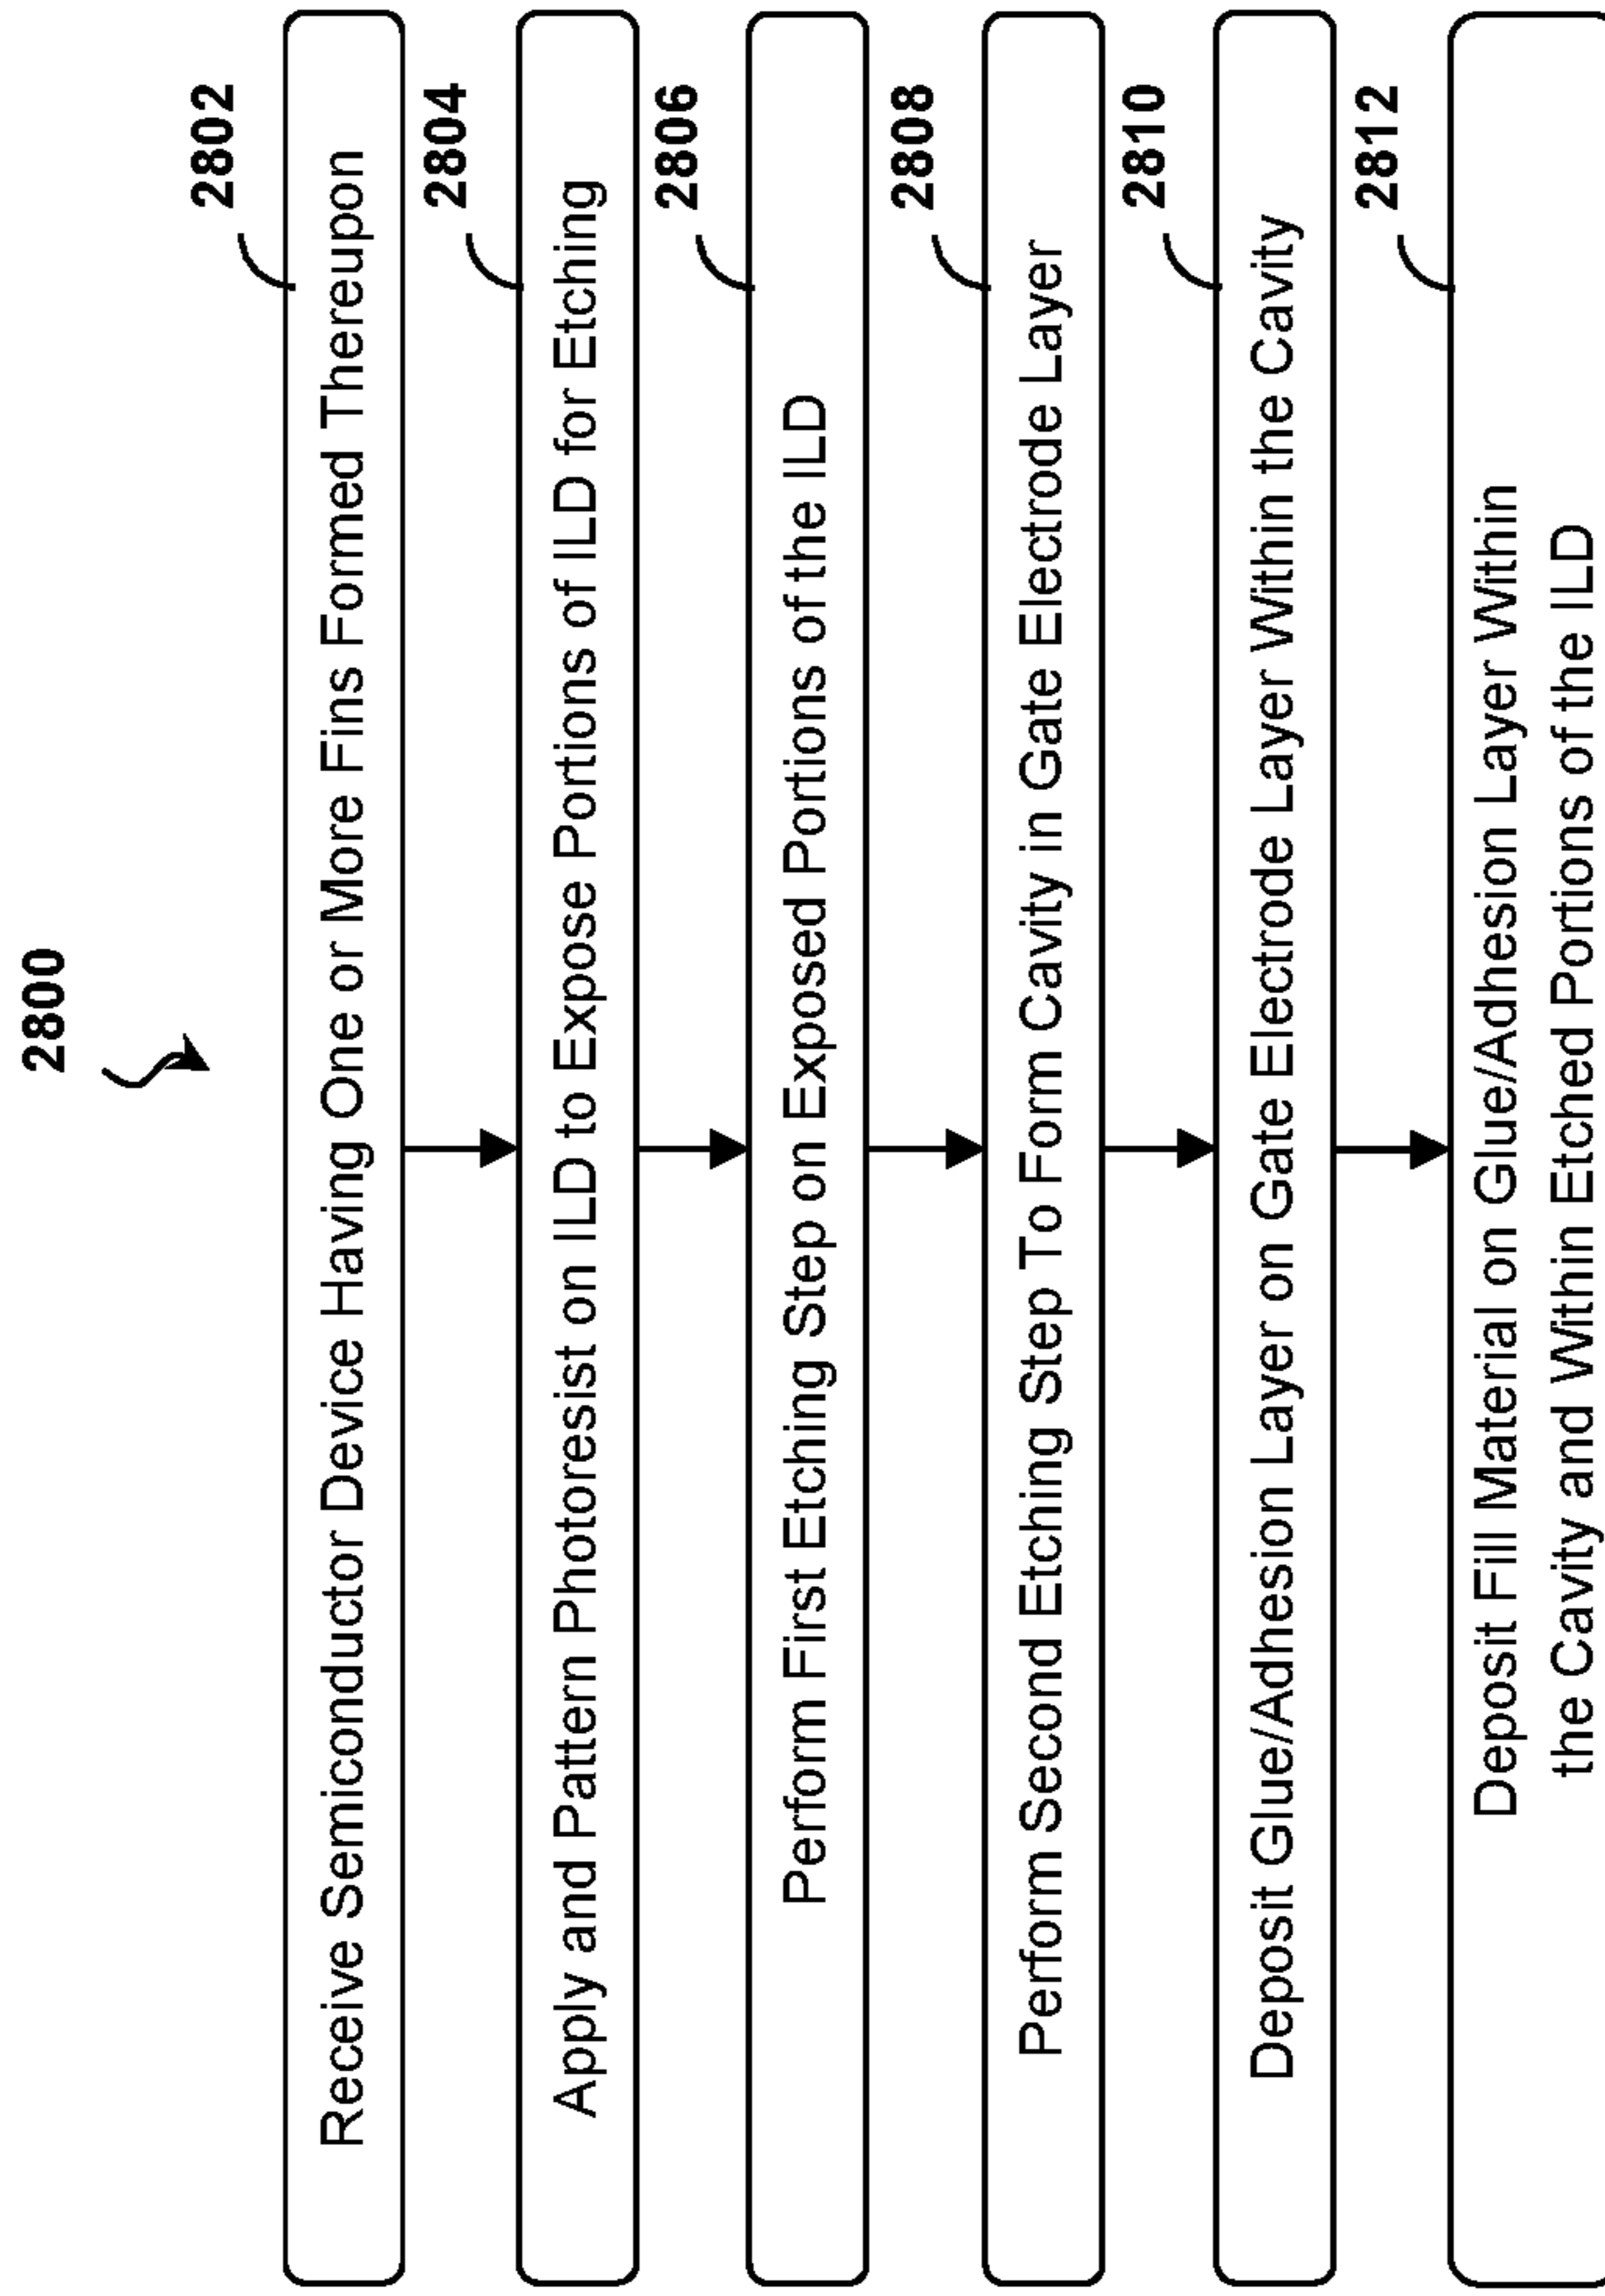 2800
2802
Receive Semiconductor Device Having One or More Fins Formed Thereupon
2804
Apply and Pattern Photoresist on ILD to Expose Portions of ILD for Etching
2806
Perform First Etching Step on Exposed Portions of the ILD
2808
Perform Second Etching Step To Form Cavity in Gate Electrode Layer
2810
Deposit Glue/Adhesion Layer on Gate Electrode Layer Within the Cavity
2812
Deposit Fill Material on Glue/Adhesion Layer Within
the Cavity and Within Etched Portions of the ILD